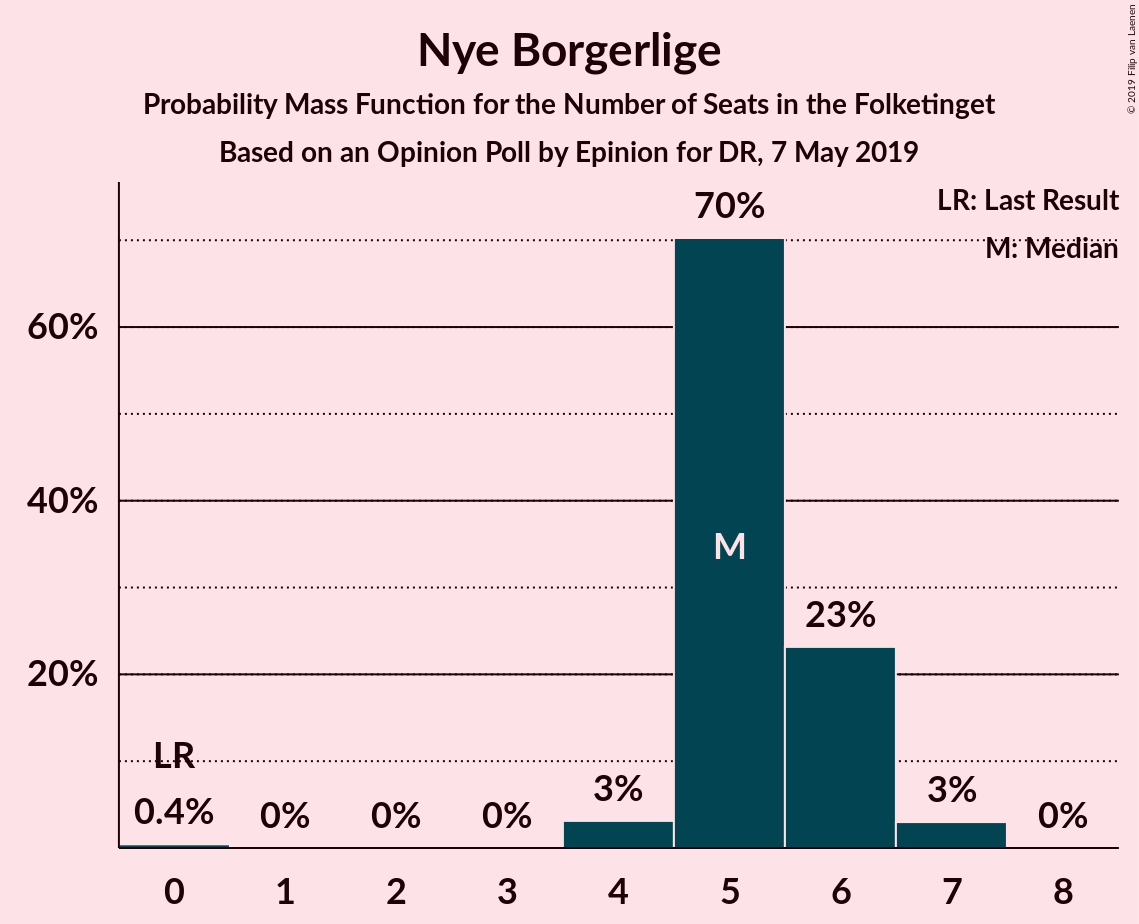 Nye Borgerlige
Probability Mass Function for the Number of Seats in the Folketinget
Based on an Opinion Poll by Epinion for DR, 7 May 2019
© 2019 Filip van Laenen
LR: Last Result
M: Median
70%
60%
40%
20%
M
23%
LR
0.4%
0%
0%
0%
3%
3%
0%
0 1 2 3 4 5 6 7 8